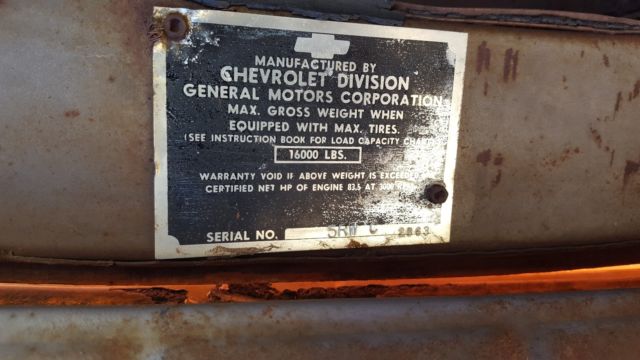 MANUFACTURED BY
CHEVROLET DIVISION
GENERAL MOTORS CORPORATION
MAX. GROSS WEIGHT WHEN
EQUIPPED WITH MAX. TIRES.
(SEE INSTRUCTION BOOK FOR LOAD CAPACITY
16000 LBS.
WARRANTY VOID IF ABOVE WEIGHT IS EXCEEDED
CERTIFIED NET HP OF ENGINE 83.5 AT 3000
SERIAL NO. 2863